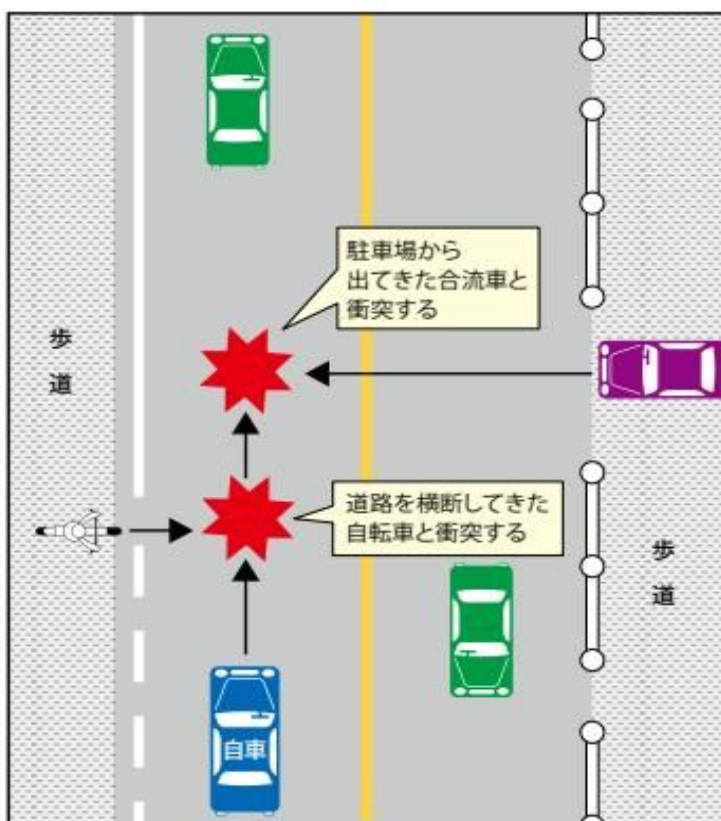 駐車場から
出てきた合流車と
衝突する
歩
道
道路を横断してきた
自転車と衝突する
歩
道
自車